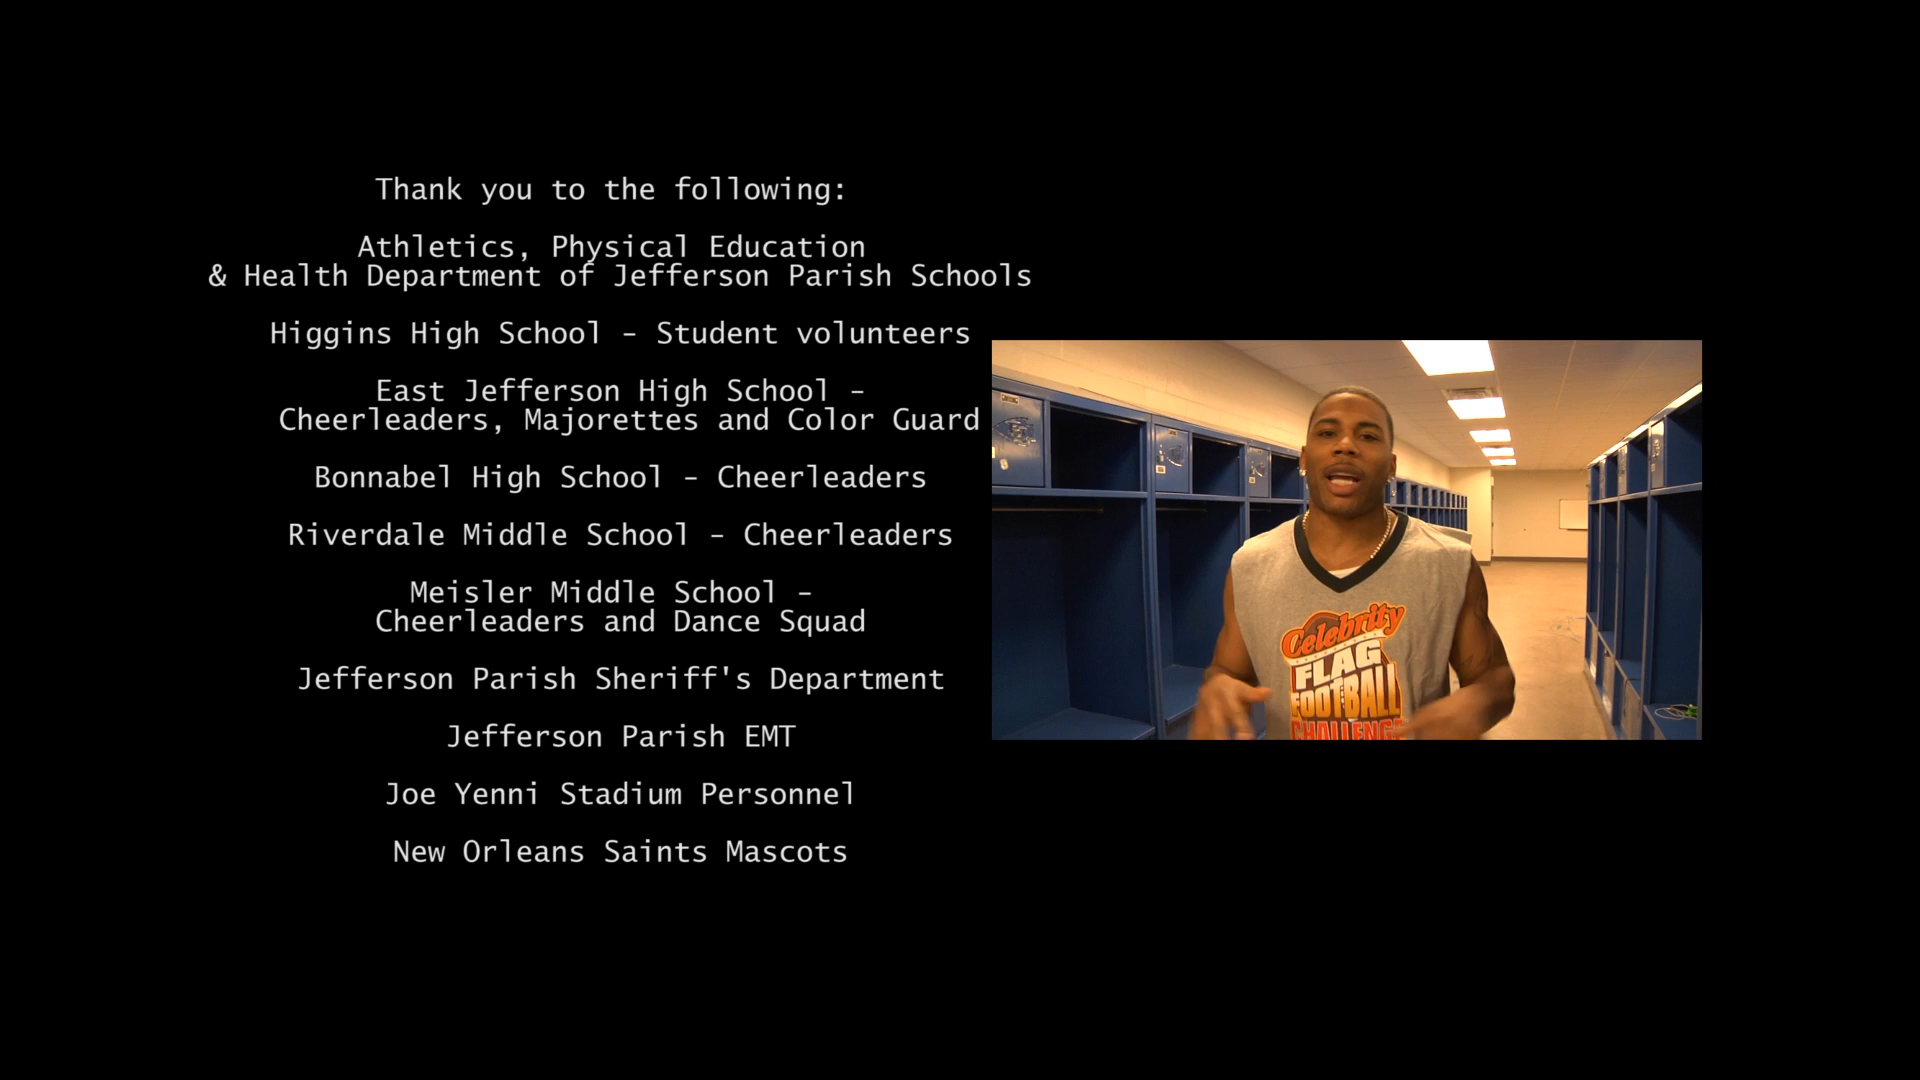 Thank you to the following:
Athletics, Physical Education
& Health Department of Jefferson Parish Schools
Higgins High School - Student volunteers
East Jefferson High School -
Cheerleaders, Majorettes and Color Guard
Bonnabel High School - Cheerleaders
Riverdale Middle School - Cheerleaders
Meisler Middle School -
Cheerleaders and Dance Squad
Jefferson Parish Sheriff's Department
Jefferson Parish EMT
Joe Yenni Stadium Personnel
New Orleans Saints Mascots
Celebrity
FLAG
FOOTBALL
CHALLENGE